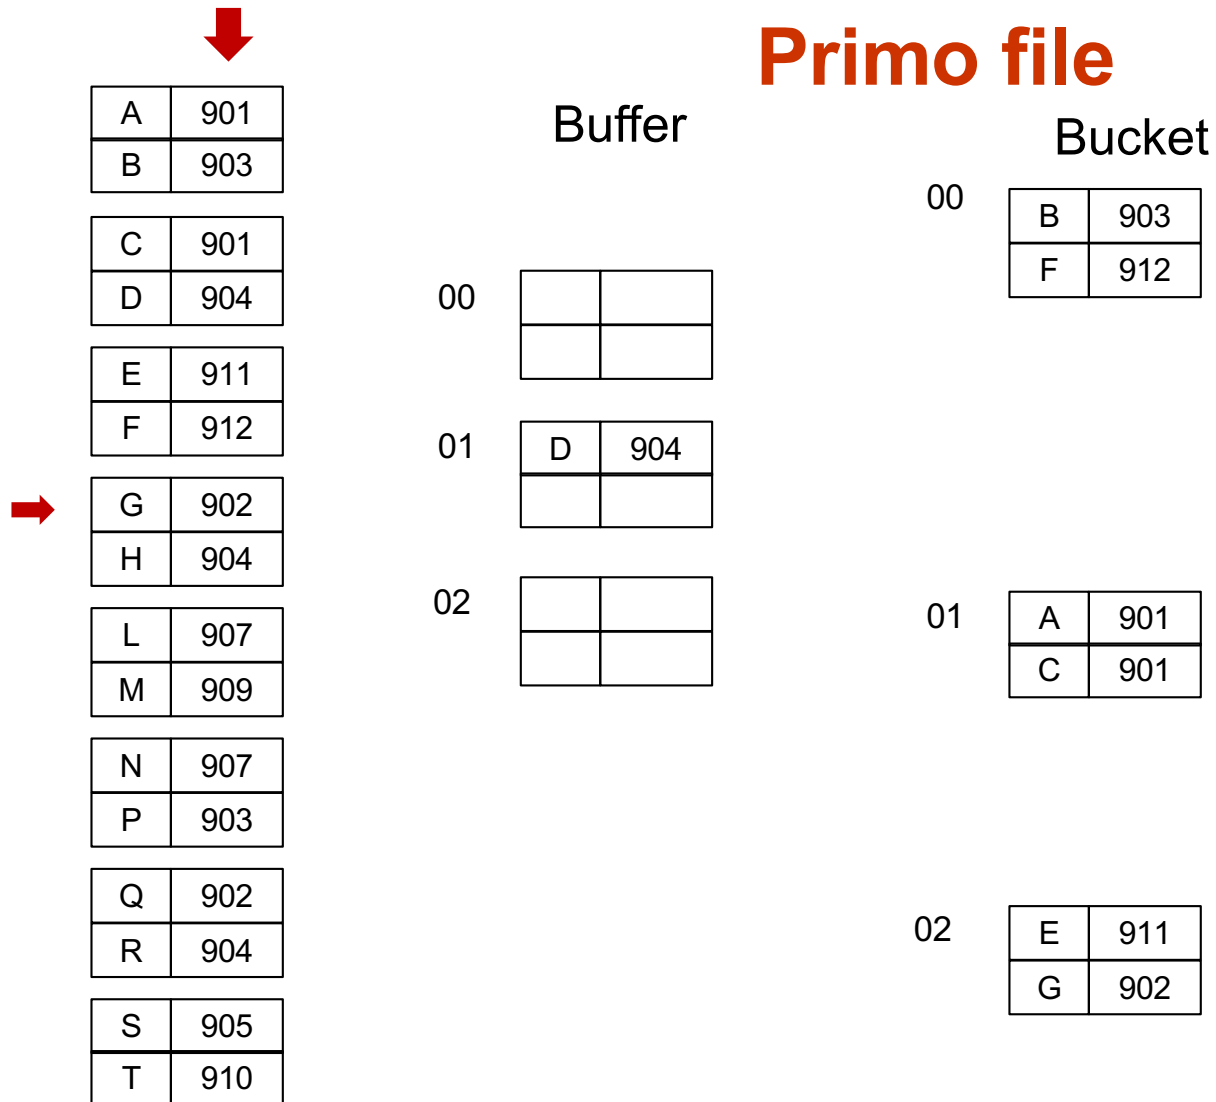 Primo file
Buffer
Bucket
A 901
B 903
C 901
D 904
E 911
F 912
G 902
H 904
L 907
M 909
N 907
P 903
Q 902
R 904
S 905
T 910
00
01 D 904
02
00 B 903
F 912
01 A 901
C 901
02 E 911
G 902